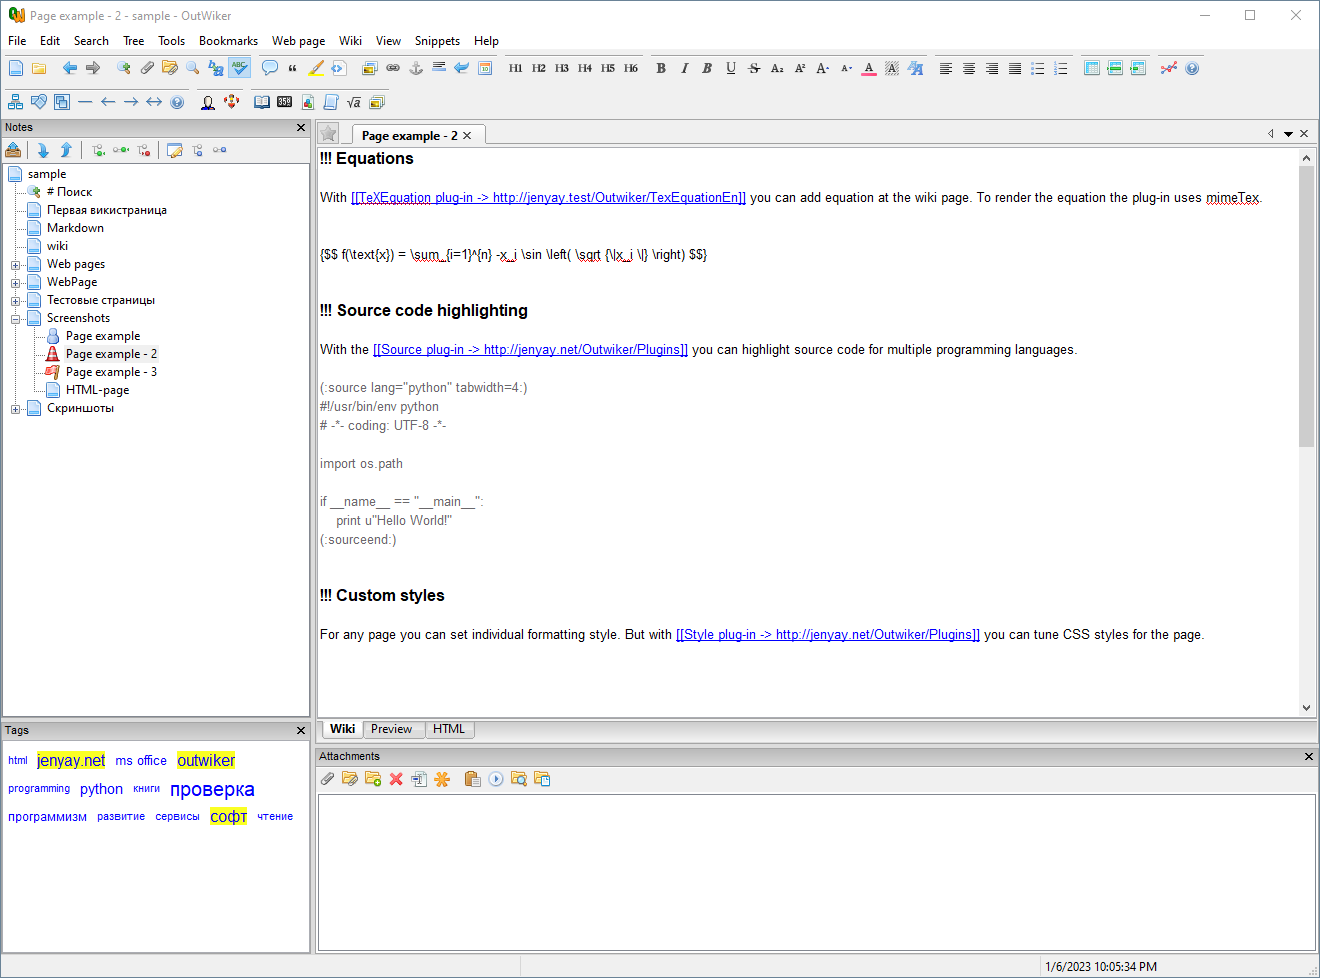 Page example - 2 - sample - OutWiker
File Edit Search Tree Tools Bookmarks Web page Wiki View Snippets Help
H1 H2 H3 H4 H5 H6 B I B U S A₂ A² A A A A
√a
Notes
sample
# Поиск
Первая викистраница
Markdown
wiki
Web pages
WebPage
Тестовые страницы
Screenshots
Page example
Page example - 2
Page example - 3
HTML-page
Скриншоты
Tags
html jenyay.net ms office outwiker
programming python книги проверка
программизм развитие сервисы софт чтение
Page example - 2
!!! Equations
With [[TeXEquation plug-in -> http://jenyay.test/Outwiker/TexEquationEn]] you can add equation at the wiki page. To render the equation the plug-in uses mimeTex.
{$$ f(\text{x}) = \sum_{i=1}^{n} -x_i \sin \left( \sqrt {\|x_i \|} \right) $$}
!!! Source code highlighting
With the [[Source plug-in -> http://jenyay.net/Outwiker/Plugins]] you can highlight source code for multiple programming languages.
(:source lang="python" tabwidth=4:)
#!/usr/bin/env python
# -*- coding: UTF-8 -*-
import os.path
if __name__ == "__main__":
print u"Hello World!"
(:sourceend:)
!!! Custom styles
For any page you can set individual formatting style. But with [[Style plug-in -> http://jenyay.net/Outwiker/Plugins]] you can tune CSS styles for the page.
Wiki Preview HTML
Attachments
1/6/2023 10:05:34 PM